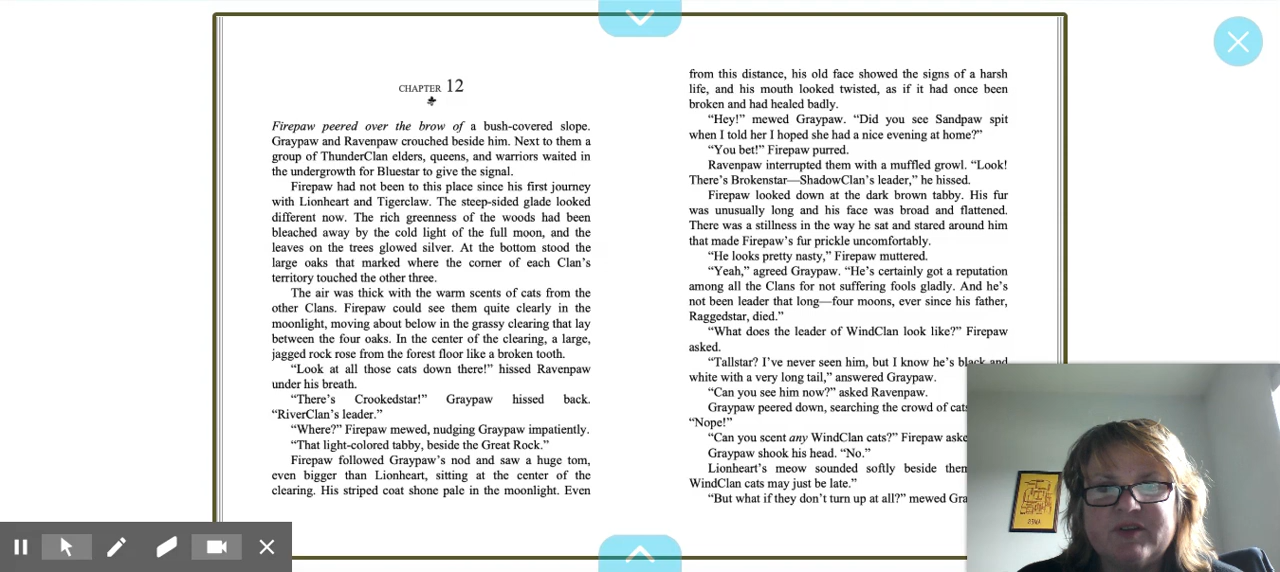 CHAPTER 12
Firepaw peered over the brow of a bush-covered slope.
Graypaw and Ravenpaw crouched beside him. Next to them a
group of ThunderClan elders, queens, and warriors waited in
the undergrowth for Bluestar to give the signal.
Firepaw had not been to this place since his first journey
with Lionheart and Tigerclaw. The steep-sided glade looked
different now. The rich greenness of the woods had been
bleached away by the cold light of the full moon, and the
leaves on the trees glowed silver. At the bottom stood the
large oaks that marked where the corner of each Clan’s
territory touched the other three.
The air was thick with the warm scents of cats from the
other Clans. Firepaw could see them quite clearly in the
moonlight, moving about below in the grassy clearing that lay
between the four oaks. In the center of the clearing, a large,
jagged rock rose from the forest floor like a broken tooth.
“Look at all those cats down there!” hissed Ravenpaw
under his breath.
“There’s Crookedstar!” Graypaw hissed back.
“RiverClan’s leader.”
“Where?” Firepaw mewed, nudging Graypaw impatiently.
“That light-colored tabby, beside the Great Rock.”
Firepaw followed Graypaw’s nod and saw a huge tom,
even bigger than Lionheart, sitting at the center of the
clearing. His striped coat shone pale in the moonlight. Even
from this distance, his old face showed the signs of a harsh
life, and his mouth looked twisted, as if it had once been
broken and had healed badly.
“Hey!” mewed Graypaw. “Did you see Sandpaw spit
when I told her I hoped she had a nice evening at home?”
“You bet!” Firepaw purred.
Ravenpaw interrupted them with a muffled growl. “Look!
There’s Brokenstar—ShadowClan’s leader,” he hissed.
Firepaw looked down at the dark brown tabby. His fur
was unusually long and his face was broad and flattened.
There was a stillness in the way he sat and stared around him
that made Firepaw’s fur prickle uncomfortably.
“He looks pretty nasty,” Firepaw muttered.
“Yeah,” agreed Graypaw. “He’s certainly got a reputation
among all the Clans for not suffering fools gladly. And he’s
not been leader that long—four moons, ever since his father,
Raggedstar, died.”
“What does the leader of WindClan look like?” Firepaw
asked.
“Tallstar? I’ve never seen him, but I know he’s black and
white with a very long tail,” answered Graypaw.
“Can you see him now?” asked Ravenpaw.
Graypaw peered down, searching the crowd of cats
“Nope!”
“Can you scent any WindClan cats?” Firepaw aske
Graypaw shook his head. “No.”
Lionheart’s meow sounded softly beside them
WindClan cats may just be late.”
“But what if they don’t turn up at all?” mewed Gra